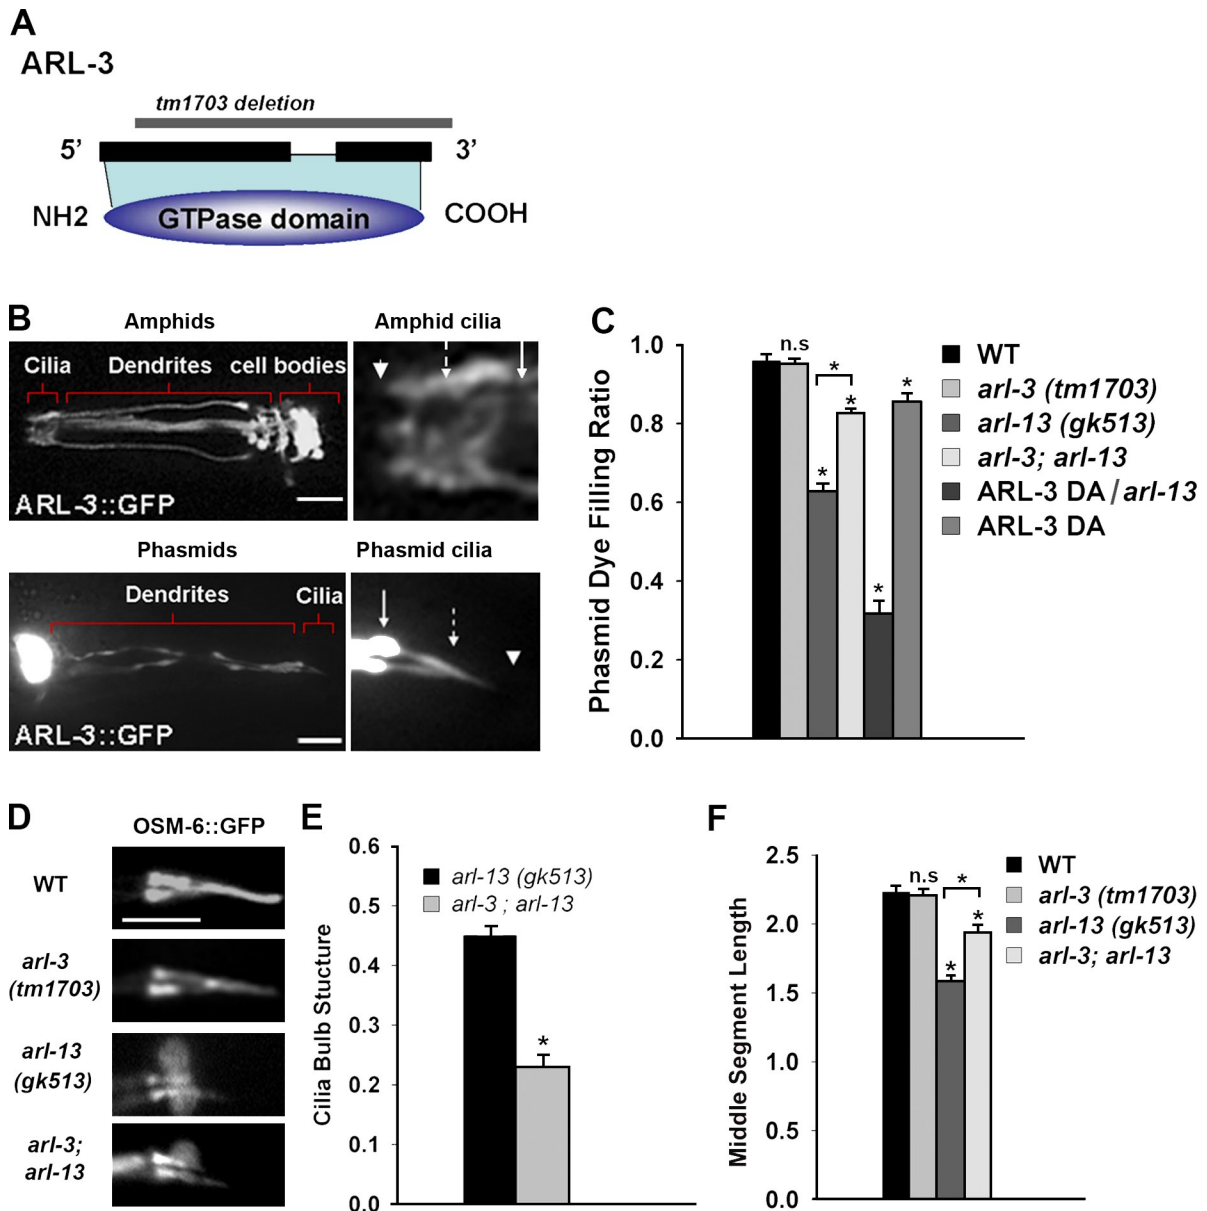 A
ARL-3
tm1703 deletion
5’
3’
NH2
GTPase domain
COOH
B
Amphids
Amphid cilia
Cilia
Dendrites
cell bodies
ARL-3::GFP
Phasmids
Phasmid cilia
Dendrites
Cilia
ARL-3::GFP
C
Phasmid Dye Filling Ratio
1.0
0.8
0.6
0.4
0.2
0.0
n.s
*
*
*
*
*
WT
arl-3 (tm1703)
arl-13 (gk513)
arl-3; arl-13
ARL-3 DA / arl-13
ARL-3 DA
D
OSM-6::GFP
WT
arl-3
(tm1703)
arl-13
(gk513)
arl-3;
arl-13
E
Cilia Bulb Stucture
0.6
0.5
0.4
0.3
0.2
0.1
0.0
arl-13 (gk513)
arl-3 ; arl-13
*
F
Middle Segment Length
2.5
2.0
1.5
1.0
0.5
0.0
n.s
*
*
*
WT
arl-3 (tm1703)
arl-13 (gk513)
arl-3; arl-13